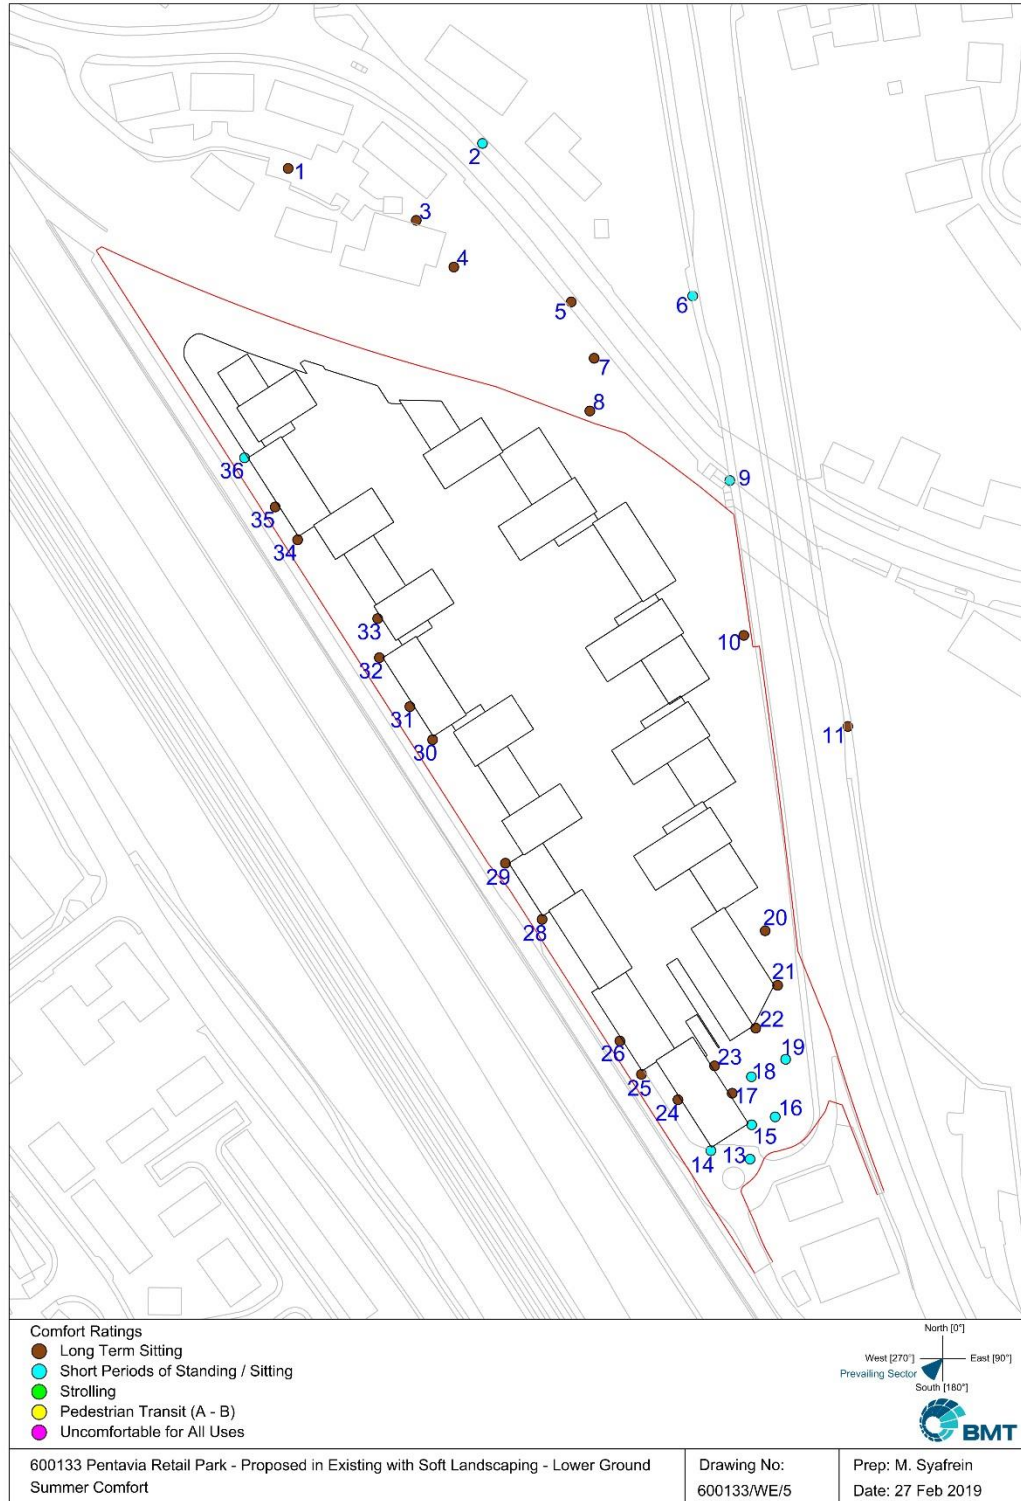 1
2
3
4
5
6
7
8
9
10
11
36
35
34
33
32
31
30
29
28
20
21
22
26
19
23
18
25
17
24
16
15
14
13
Comfort Ratings
Long Term Sitting
Short Periods of Standing / Sitting
Strolling
Pedestrian Transit (A - B)
Uncomfortable for All Uses
North [0°]
West [270°]
East [90°]
Prevailing Sector
South [180°]
BMT
600133 Pentavia Retail Park - Proposed in Existing with Soft Landscaping - Lower Ground
Summer Comfort
Drawing No:
600133/WE/5
Prep: M. Syafrein
Date: 27 Feb 2019